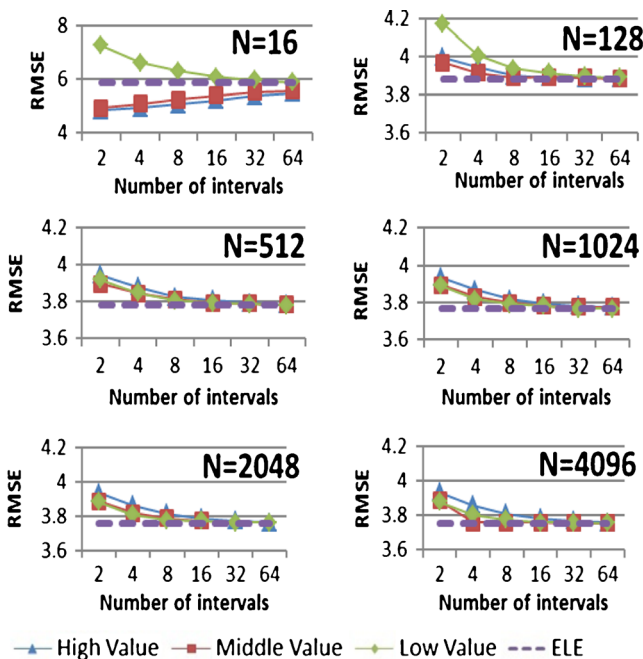 N=16
8
6
4
RMSE
2 4 8 16 32 64
Number of intervals
N=128
4.2
4
3.8
3.6
RMSE
2 4 8 16 32 64
Number of intervals
N=512
4.2
4
3.8
3.6
RMSE
2 4 8 16 32 64
Number of intervals
N=1024
4.2
4
3.8
3.6
RMSE
2 4 8 16 32 64
Number of intervals
N=2048
4.2
4
3.8
3.6
RMSE
2 4 8 16 32 64
Number of intervals
N=4096
4.2
4
3.8
3.6
RMSE
2 4 8 16 32 64
Number of intervals
High Value Middle Value Low Value ELE